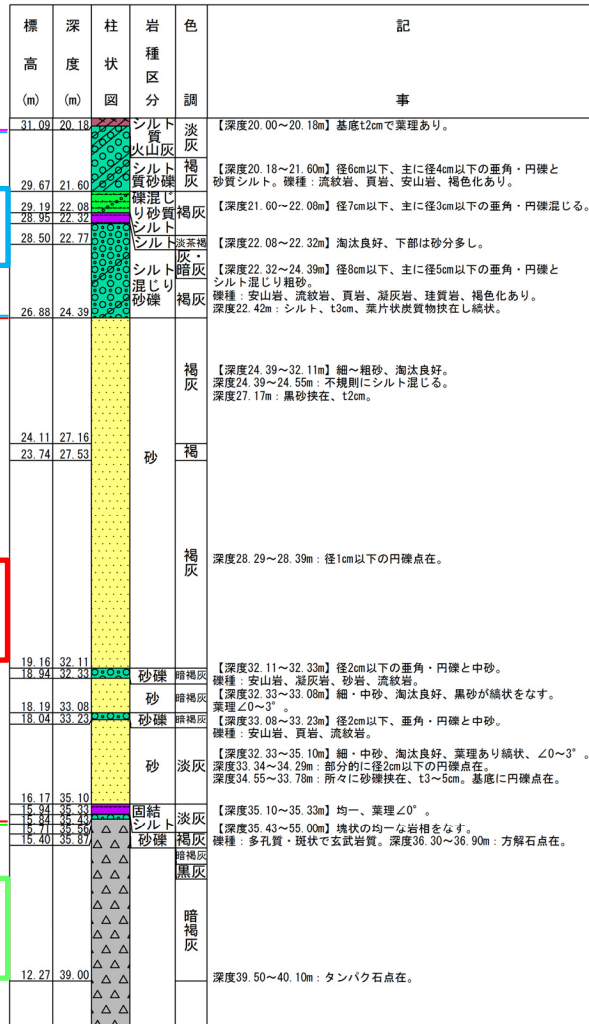 標高(m) 深度(m) 柱状図 岩種区分 色調 記事
31.09 20.18 シルト質火山灰 淡灰
【深度20.00～20.18m】基底t2cmで葉理あり。
29.67 21.60 シルト質砂礫 褐灰
【深度20.18～21.60m】径6cm以下、主に径4cm以下の亜角・円礫と
砂質シルト。礫種：流紋岩、頁岩、安山岩、褐色化あり。
29.19 22.08 礫混じり砂質シルト 褐灰
【深度21.60～22.08m】径7cm以下、主に径3cm以下の亜角・円礫混じる。
28.95 22.32 シルト 淡茶褐
28.50 22.77 灰・暗灰
【深度22.08～22.32m】淘汰良好、下部は砂分多し。
26.88 24.39 シルト混じり砂礫 褐灰
【深度22.32～24.39m】径8cm以下、主に径5cm以下の亜角・円礫と
シルト混じり粗砂。
礫種：安山岩、流紋岩、頁岩、凝灰岩、珪質岩、褐色化あり。
深度22.42m：シルト、t3cm、葉片状炭質物挟在し縞状。
褐灰
【深度24.39～32.11m】細～粗砂、淘汰良好。
深度24.39～24.55m：不規則にシルト混じる。
深度27.17m：黒砂挟在、t2cm。
24.11 27.16
23.74 27.53 砂 褐
褐灰
深度28.29～28.39m：径1cm以下の円礫点在。
19.16 32.11
18.94 32.33 砂礫 暗褐灰
【深度32.11～32.33m】径2cm以下の亜角・円礫と中砂。
礫種：安山岩、凝灰岩、砂岩、流紋岩。
18.19 33.08 砂 暗褐灰
【深度32.33～33.08m】細・中砂、淘汰良好、黒砂が縞状をなす。
葉理∠0～3°。
18.04 33.23 砂礫 暗褐灰
【深度33.08～33.23m】径2cm以下、亜角・円礫と中砂。
礫種：安山岩、頁岩、流紋岩。
16.17 35.10 砂 淡灰
【深度32.33～35.10m】細・中砂、淘汰良好、葉理あり縞状、∠0～3°。
深度33.34～34.29m：部分的に径2cm以下の円礫点在。
深度34.55～33.78m：所々に砂礫挟在、t3～5cm。基底に円礫点在。
15.94 35.33 固結シルト 淡灰
【深度35.10～35.33m】均一、葉理∠0°。
15.84 35.43
15.71 35.56
15.40 35.87 砂礫 褐灰
【深度35.43～55.00m】塊状の均一な岩相をなす。
礫種：多孔質・斑状で玄武岩質。深度36.30～36.90m：方解石点在。
暗褐灰
黒灰
暗褐灰
12.27 39.00
深度39.50～40.10m：タンパク石点在。